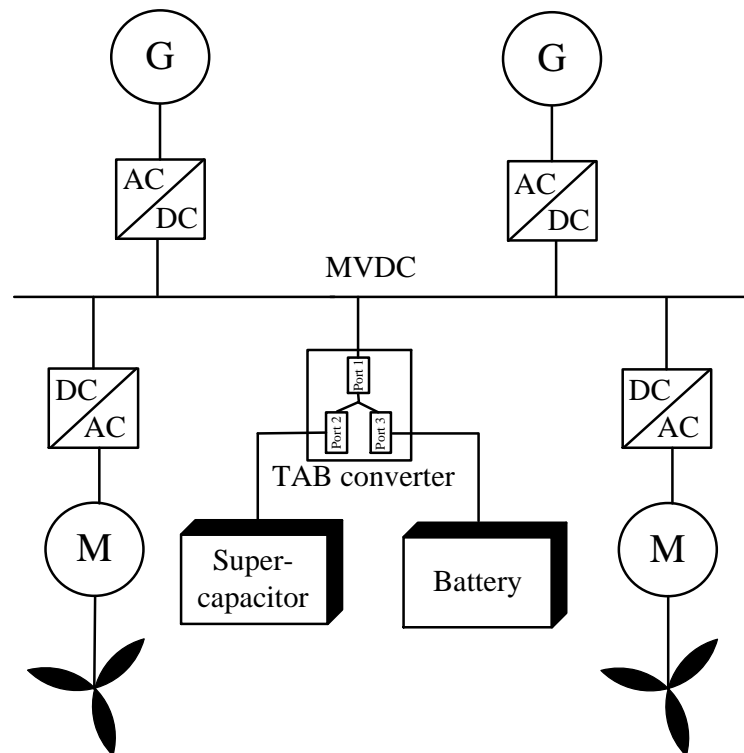 G
G
AC
DC
AC
DC
MVDC
DC
AC
Port 1
DC
AC
Port 2
Port 3
TAB converter
M
Super-
capacitor
Battery
M